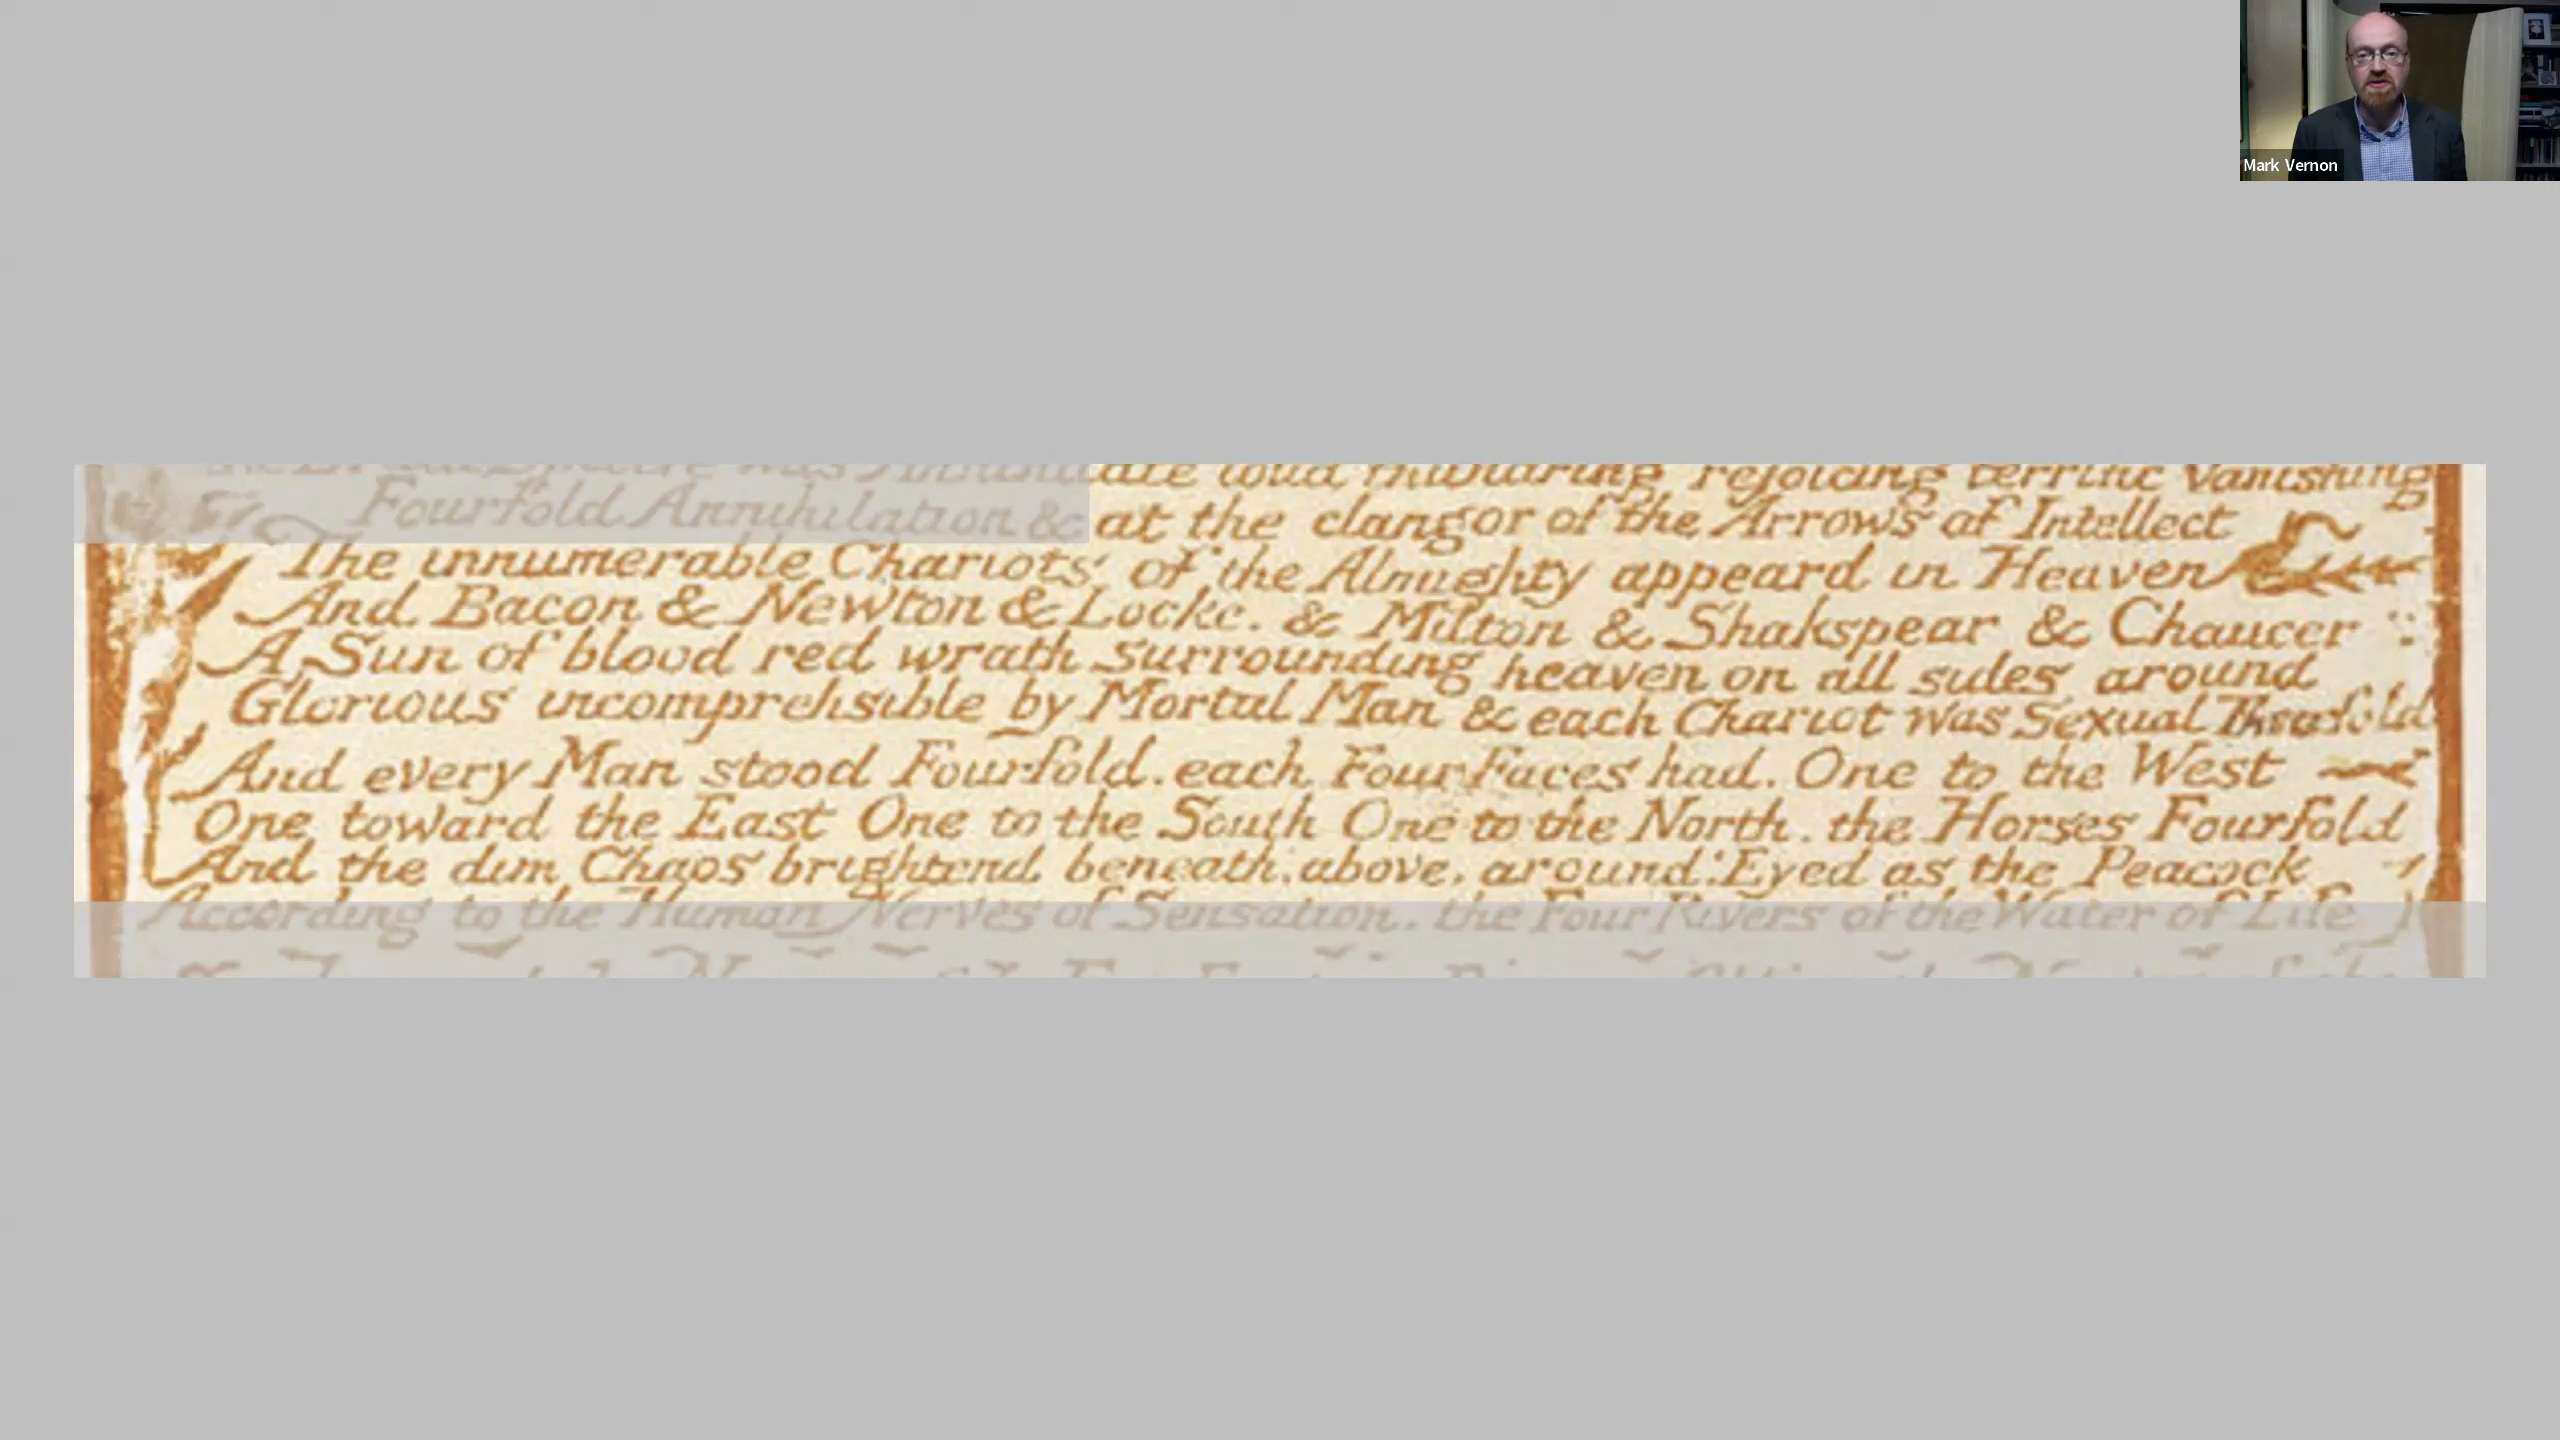 Mark Vernon
loud thundring rejoicing terrific vanishing
Fourfold Annihilation & at the clangor of the Arrows of Intellect
The innumerable Chariots of the Almighty appeard in Heaven
And Bacon & Newton & Locke. & Milton & Shakspear & Chaucer
A Sun of blood red wrath surrounding heaven on all sides around
Glorious incomprehsible by Mortal Man & each Chariot was Sexual
And every Man stood Fourfold. each Four Faces had. One to the West
One toward the East One to the South One to the North. the Horses Fourfold
And the dim Chaos brightend beneath, above, around! Eyed as the Peacock
According to the Human Nerves of Sensation, the Four Rivers of the Water of Life